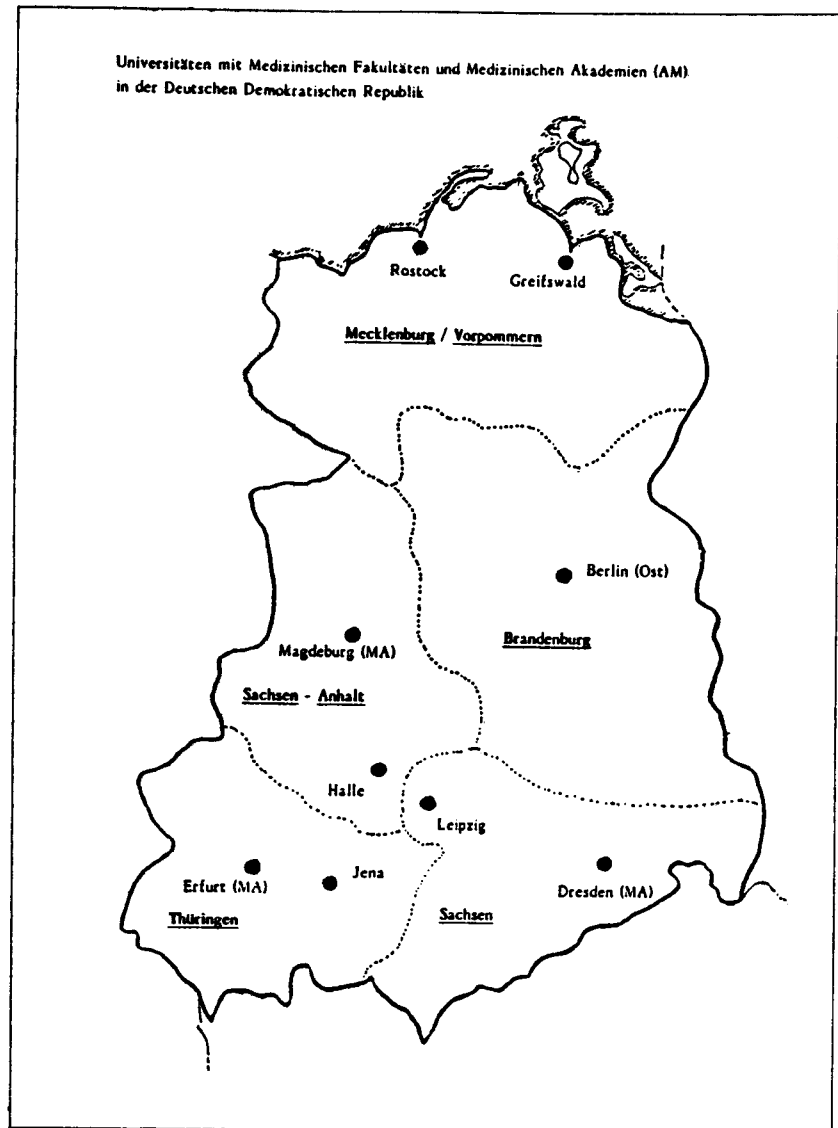 Universitäten mit Medizinischen Fakultäten und Medizinischen Akademien (AM)
in der Deutschen Demokratischen Republik
Rostock
Greifswald
Mecklenburg / Vorpommern
Berlin (Ost)
Brandenburg
Magdeburg (MA)
Sachsen - Anhalt
Halle
Leipzig
Erfurt (MA)
Jena
Dresden (MA)
Thüringen
Sachsen